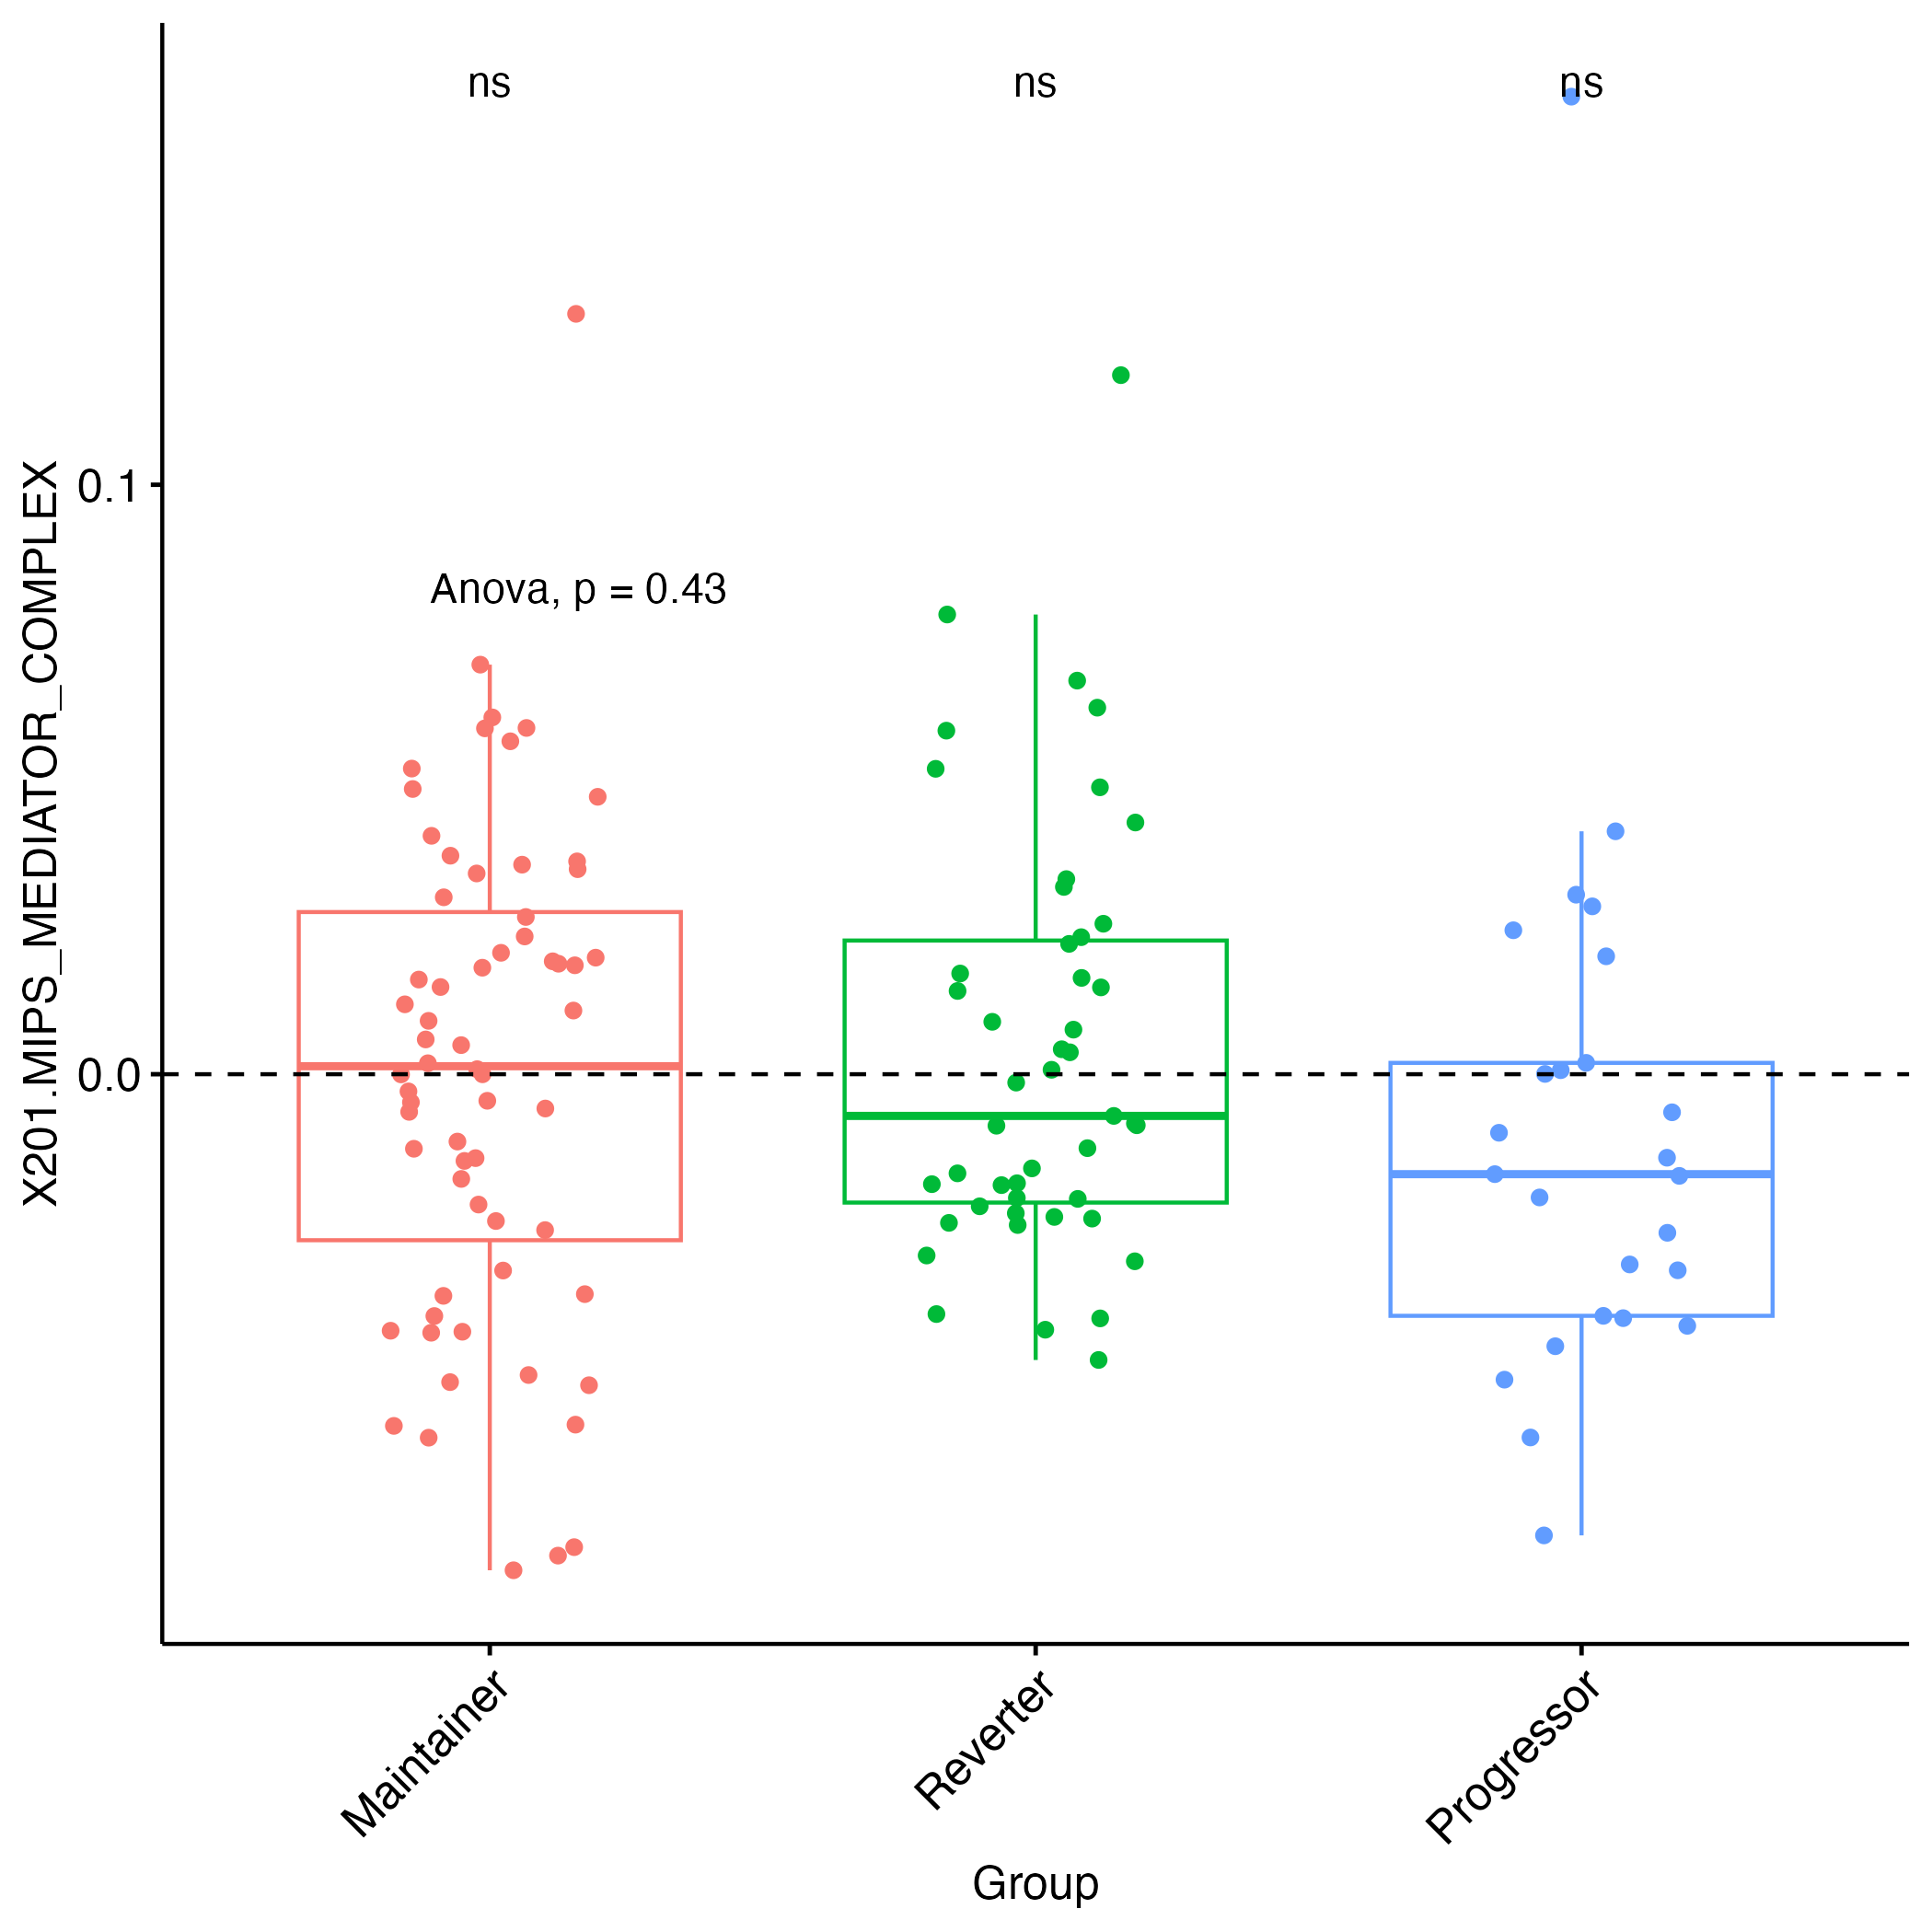 ns
ns
ns
Anova, p = 0.43
X201.MIPS_MEDIATOR_COMPLEX
0.1
0.0
Maintainer
Reverter
Progressor
Group